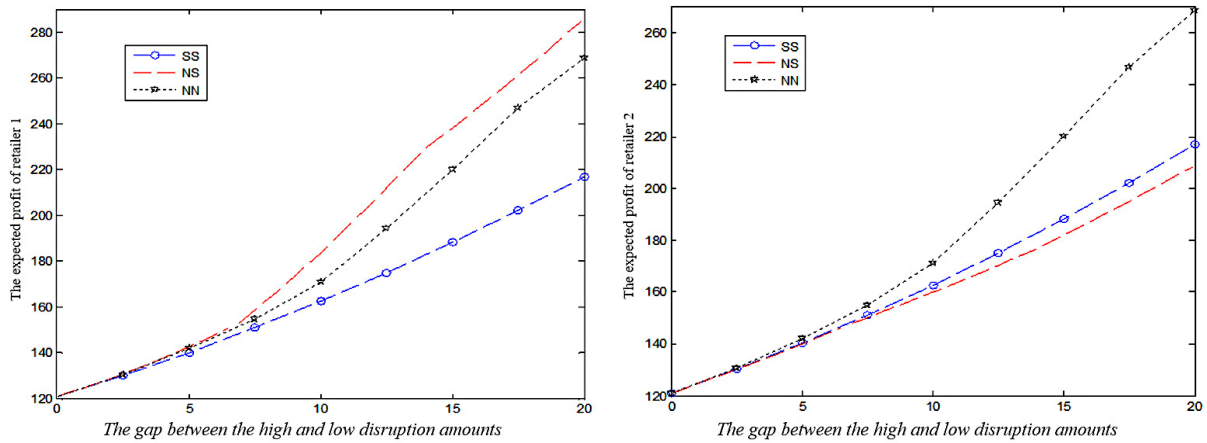 The expected profit of retailer 1
280
260
240
220
200
180
160
140
120
SS
NS
NN
0
5
10
15
20
The gap between the high and low disruption amounts
The expected profit of retailer 2
260
240
220
200
180
160
140
120
SS
NS
NN
0
5
10
15
20
The gap between the high and low disruption amounts